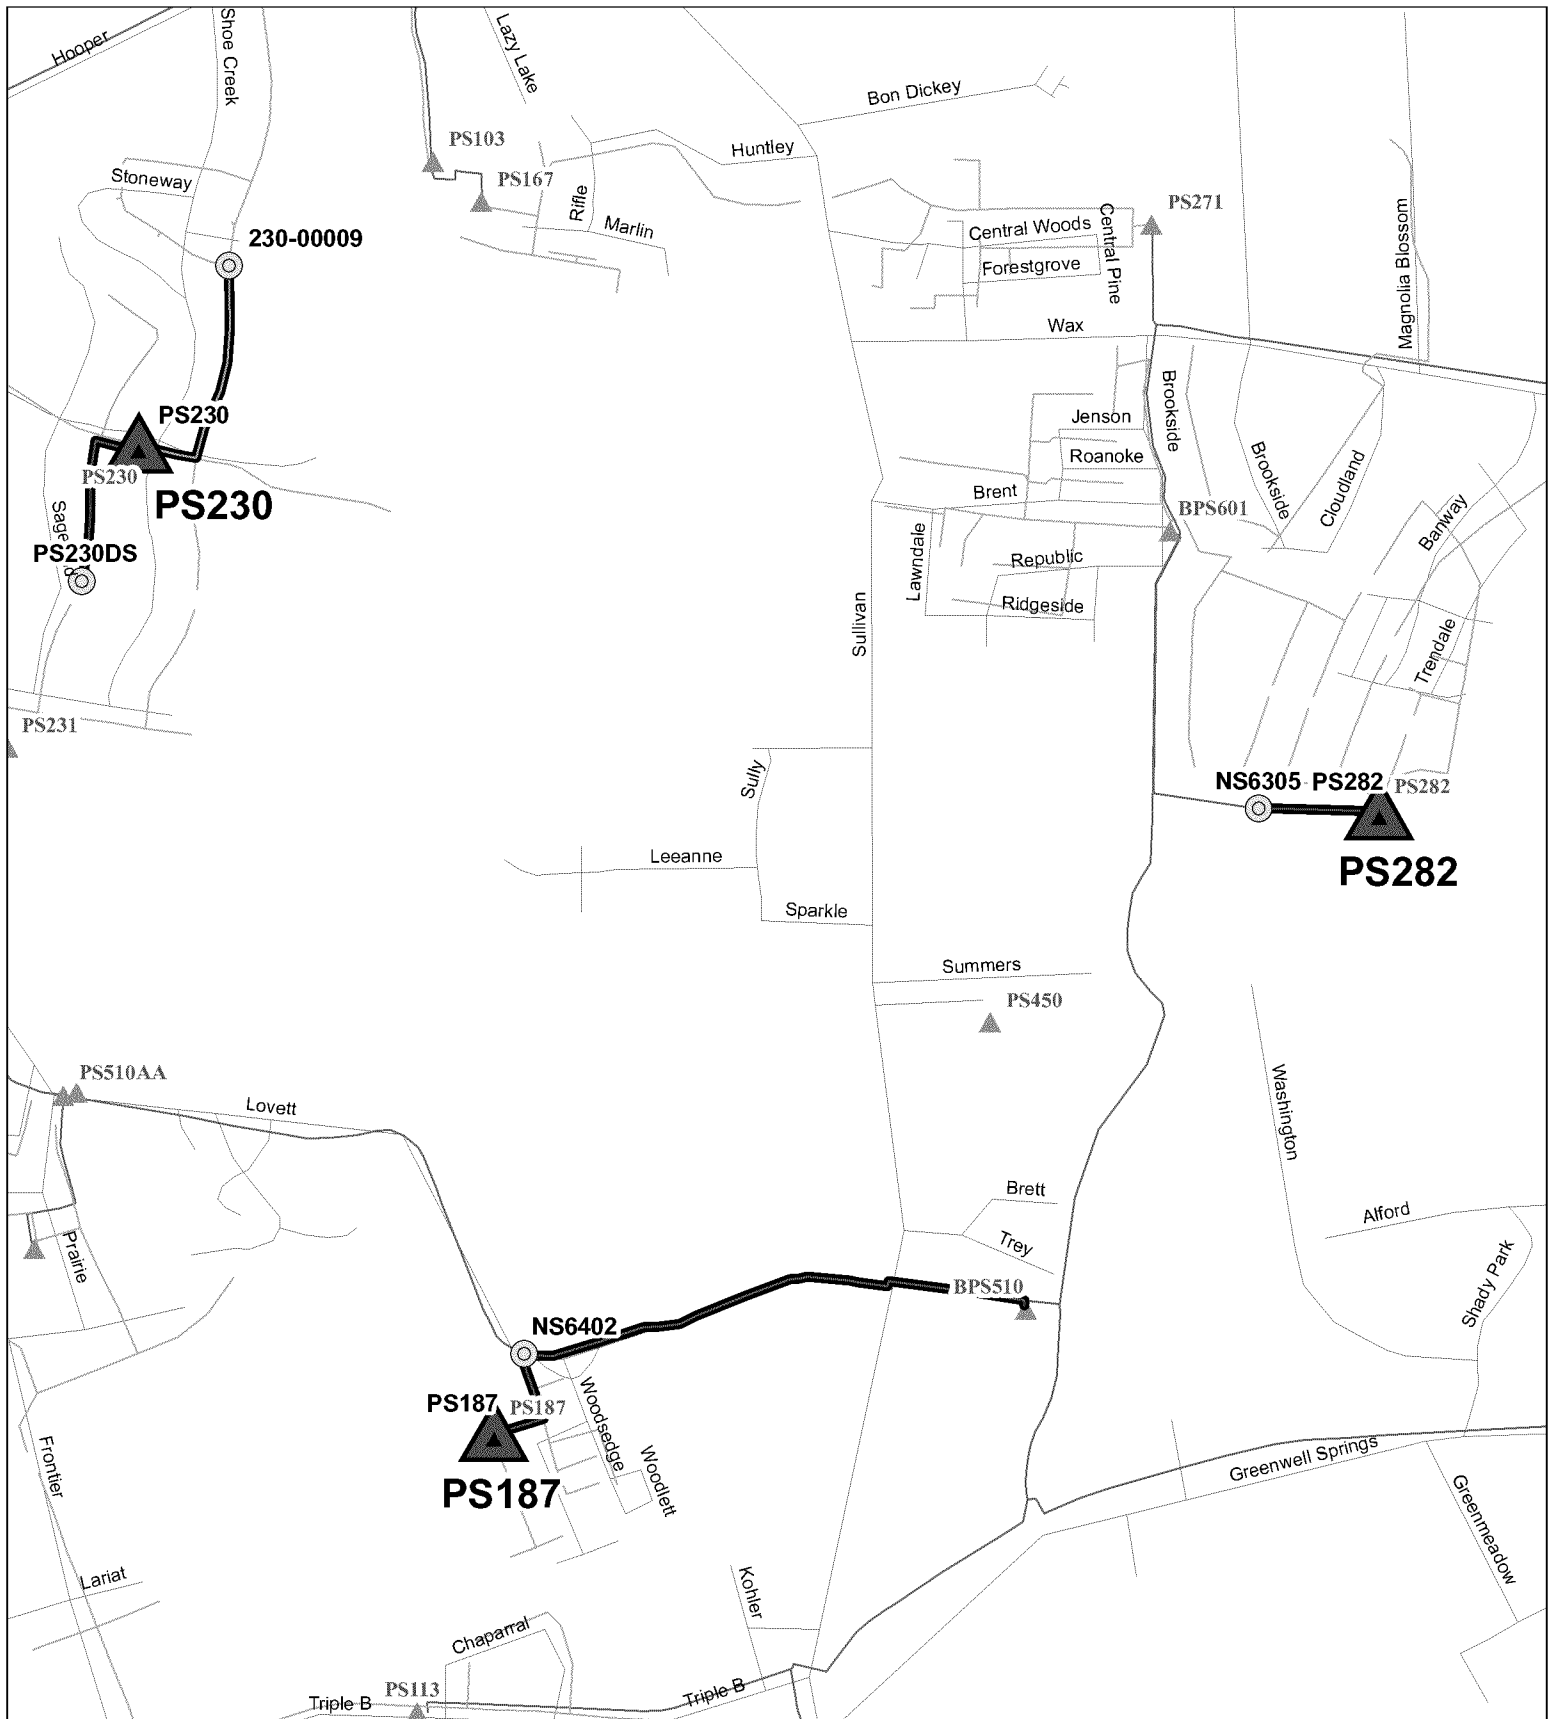 Hooper
Shoe Creek
Lazy Lake
Bon Dickey
PS103
Huntley
Stoneway
PS167
Rifle
Marlin
PS271
Central Woods
Central Pine
Forestgrove
Magnolia Blossom
230-00009
Wax
Brookside
Jenson
Roanoke
Brent
Brookside
Cloudland
Banway
PS230
PS230
PS230
BPS601
Lawndale
Republic
Ridgeside
PS230DS
Sullivan
Trendale
PS231
Sully
NS6305
PS282
PS282
PS282
Leeanne
Sparkle
Summers
PS450
PS510AA
Lovett
Washington
Brett
Trey
Alford
Prairie
Shady Park
BPS510
NS6402
PS187
PS187
PS187
Woodsedge
Woodlett
Frontier
Greenwell Springs
Greenmeadow
Lariat
Kohler
Chaparral
PS113
Triple B
Triple B